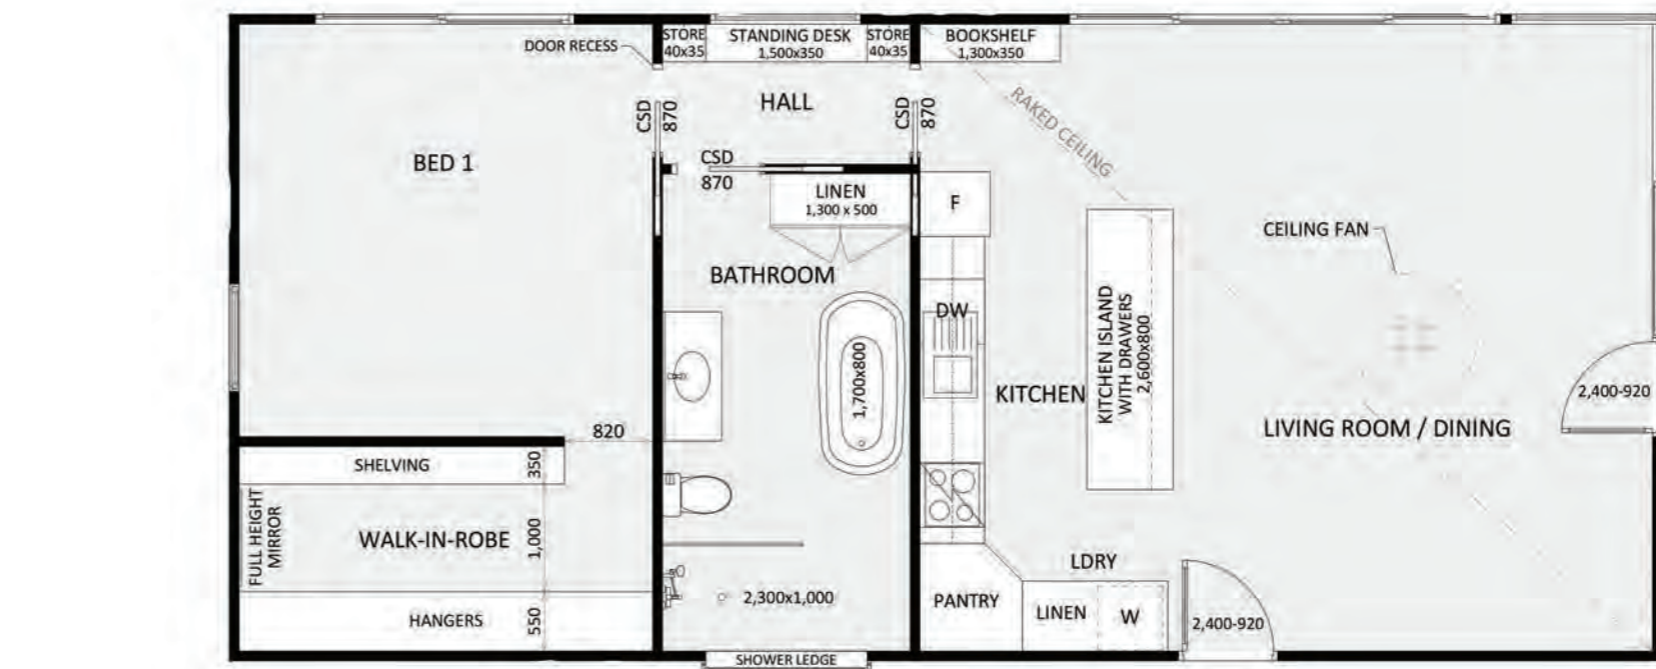 DOOR RECESS
STORE
40x35
STANDING DESK
1,500x350
STORE
40x35
BOOKSHELF
1,300x350
HALL
CSD
870
CSD
870
RAKED CEILING
BED 1
CSD
870
LINEN
1,300 x 500
F
CEILING FAN
BATHROOM
DW
KITCHEN ISLAND
WITH DRAWERS
2,600x800
1,700x800
KITCHEN
2,400-920
LIVING ROOM / DINING
820
SHELVING
350
FULL HEIGHT
MIRROR
WALK-IN-ROBE
1,000
LDRY
2,300x1,000
PANTRY
LINEN
W
HANGERS
550
2,400-920
SHOWER LEDGE